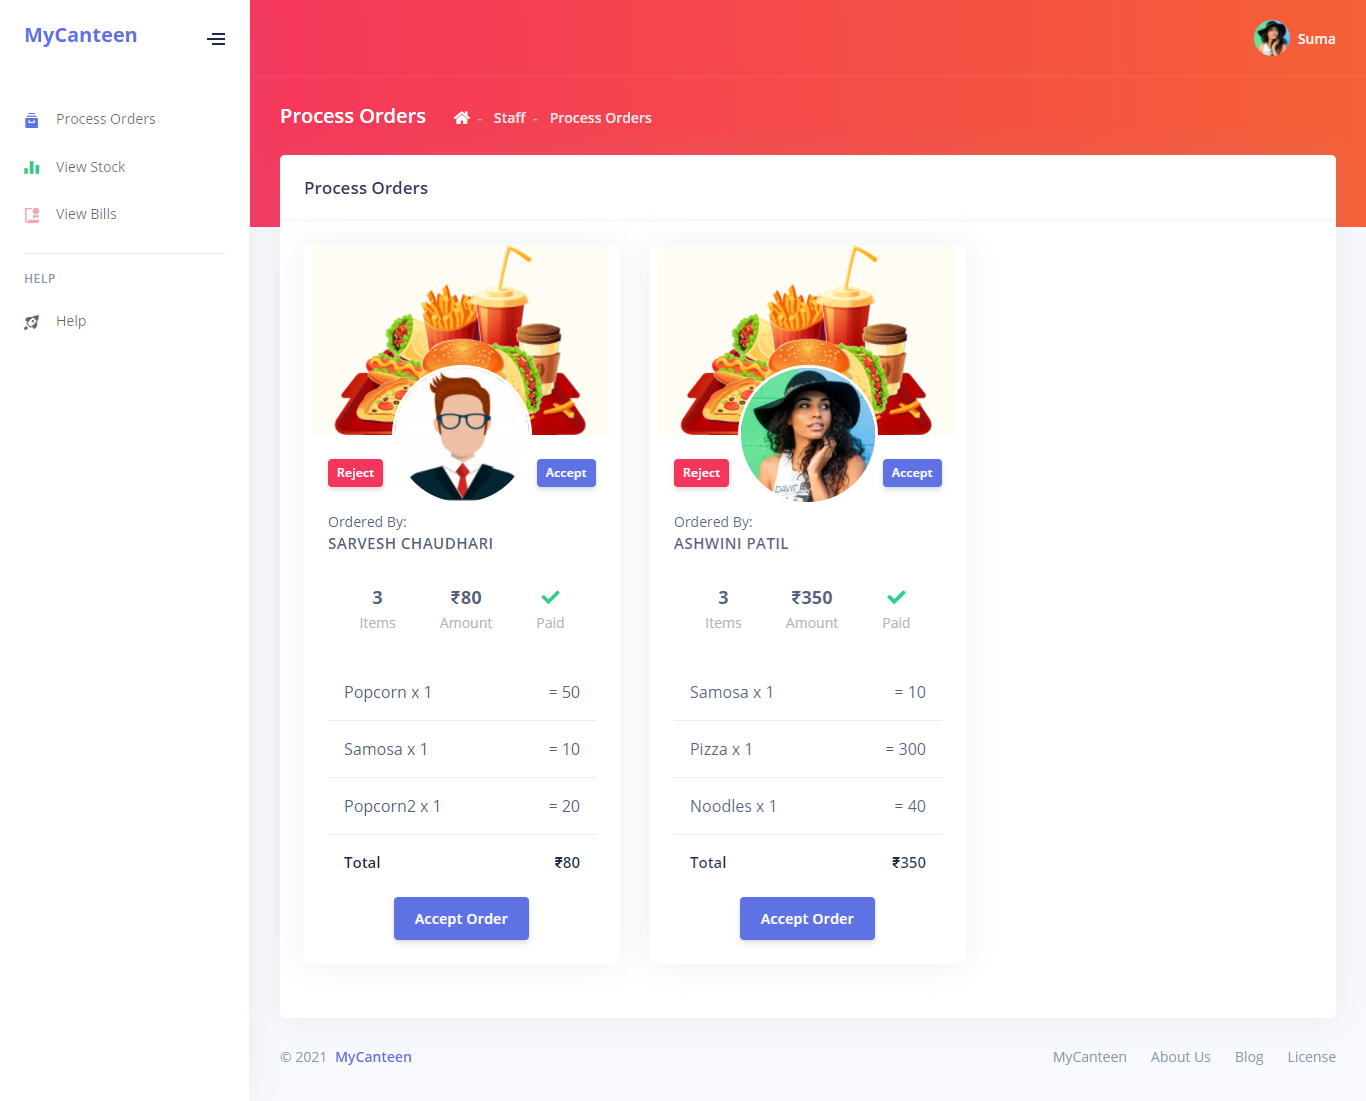 MyCanteen
Suma
Process Orders
View Stock
View Bills
HELP
Help
Process Orders - Staff - Process Orders
Process Orders
Reject
Accept
Ordered By:
SARVESH CHAUDHARI
3 ₹80
Items Amount Paid
Popcorn x 1 = 50
Samosa x 1 = 10
Popcorn2 x 1 = 20
Total ₹80
Accept Order
DAVIE
Reject
Accept
Ordered By:
ASHWINI PATIL
3 ₹350
Items Amount Paid
Samosa x 1 = 10
Pizza x 1 = 300
Noodles x 1 = 40
Total ₹350
Accept Order
© 2021 MyCanteen
MyCanteen About Us Blog License